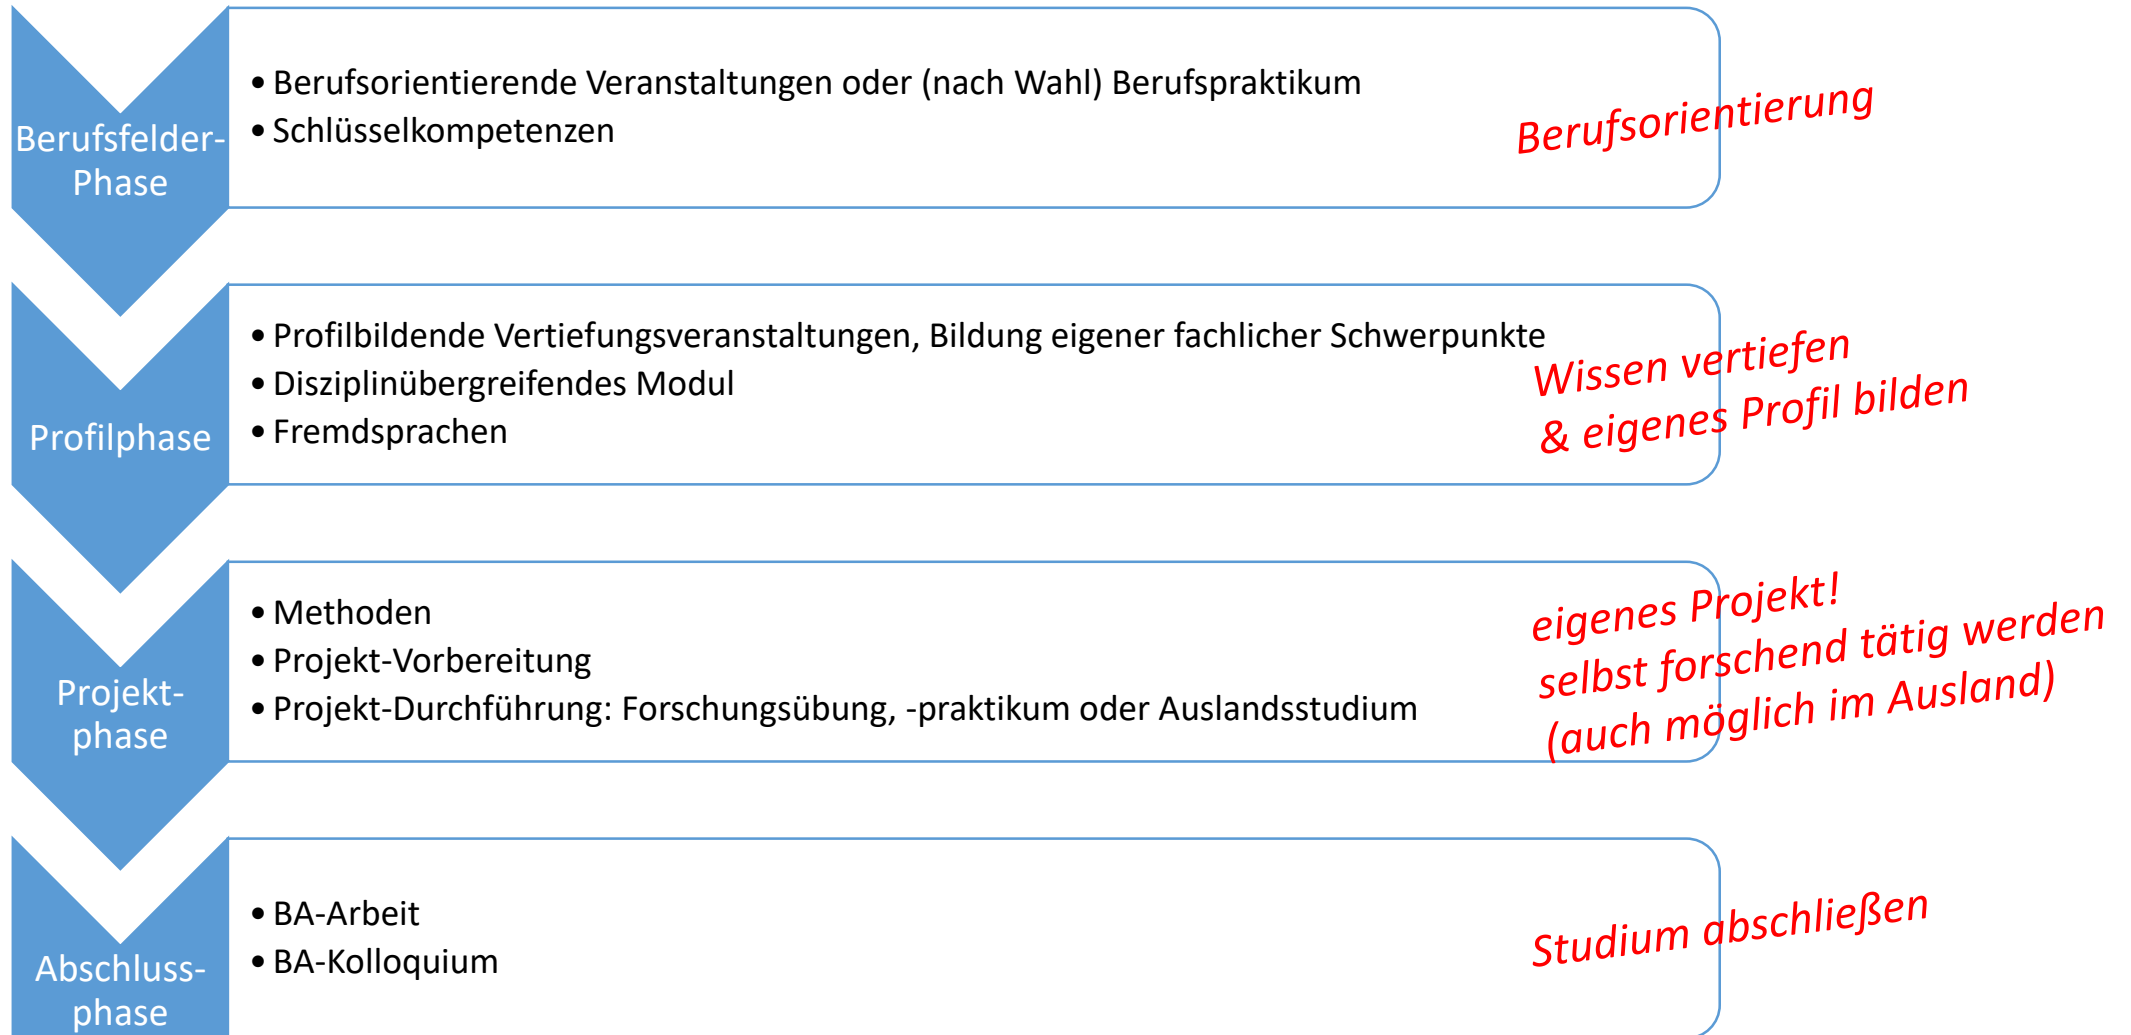 Berufsfelder-
Phase
• Berufsorientierende Veranstaltungen oder (nach Wahl) Berufspraktikum
• Schlüsselkompetenzen
Berufsorientierung
Profilphase
• Profilbildende Vertiefungsveranstaltungen, Bildung eigener fachlicher Schwerpunkte
• Disziplinübergreifendes Modul
• Fremdsprachen
Wissen vertiefen
& eigenes Profil bilden
Projekt-
phase
• Methoden
• Projekt-Vorbereitung
• Projekt-Durchführung: Forschungsübung, -praktikum oder Auslandsstudium
eigenes Projekt!
selbst forschend tätig werden
(auch möglich im Ausland)
Abschluss-
phase
• BA-Arbeit
• BA-Kolloquium
Studium abschließen